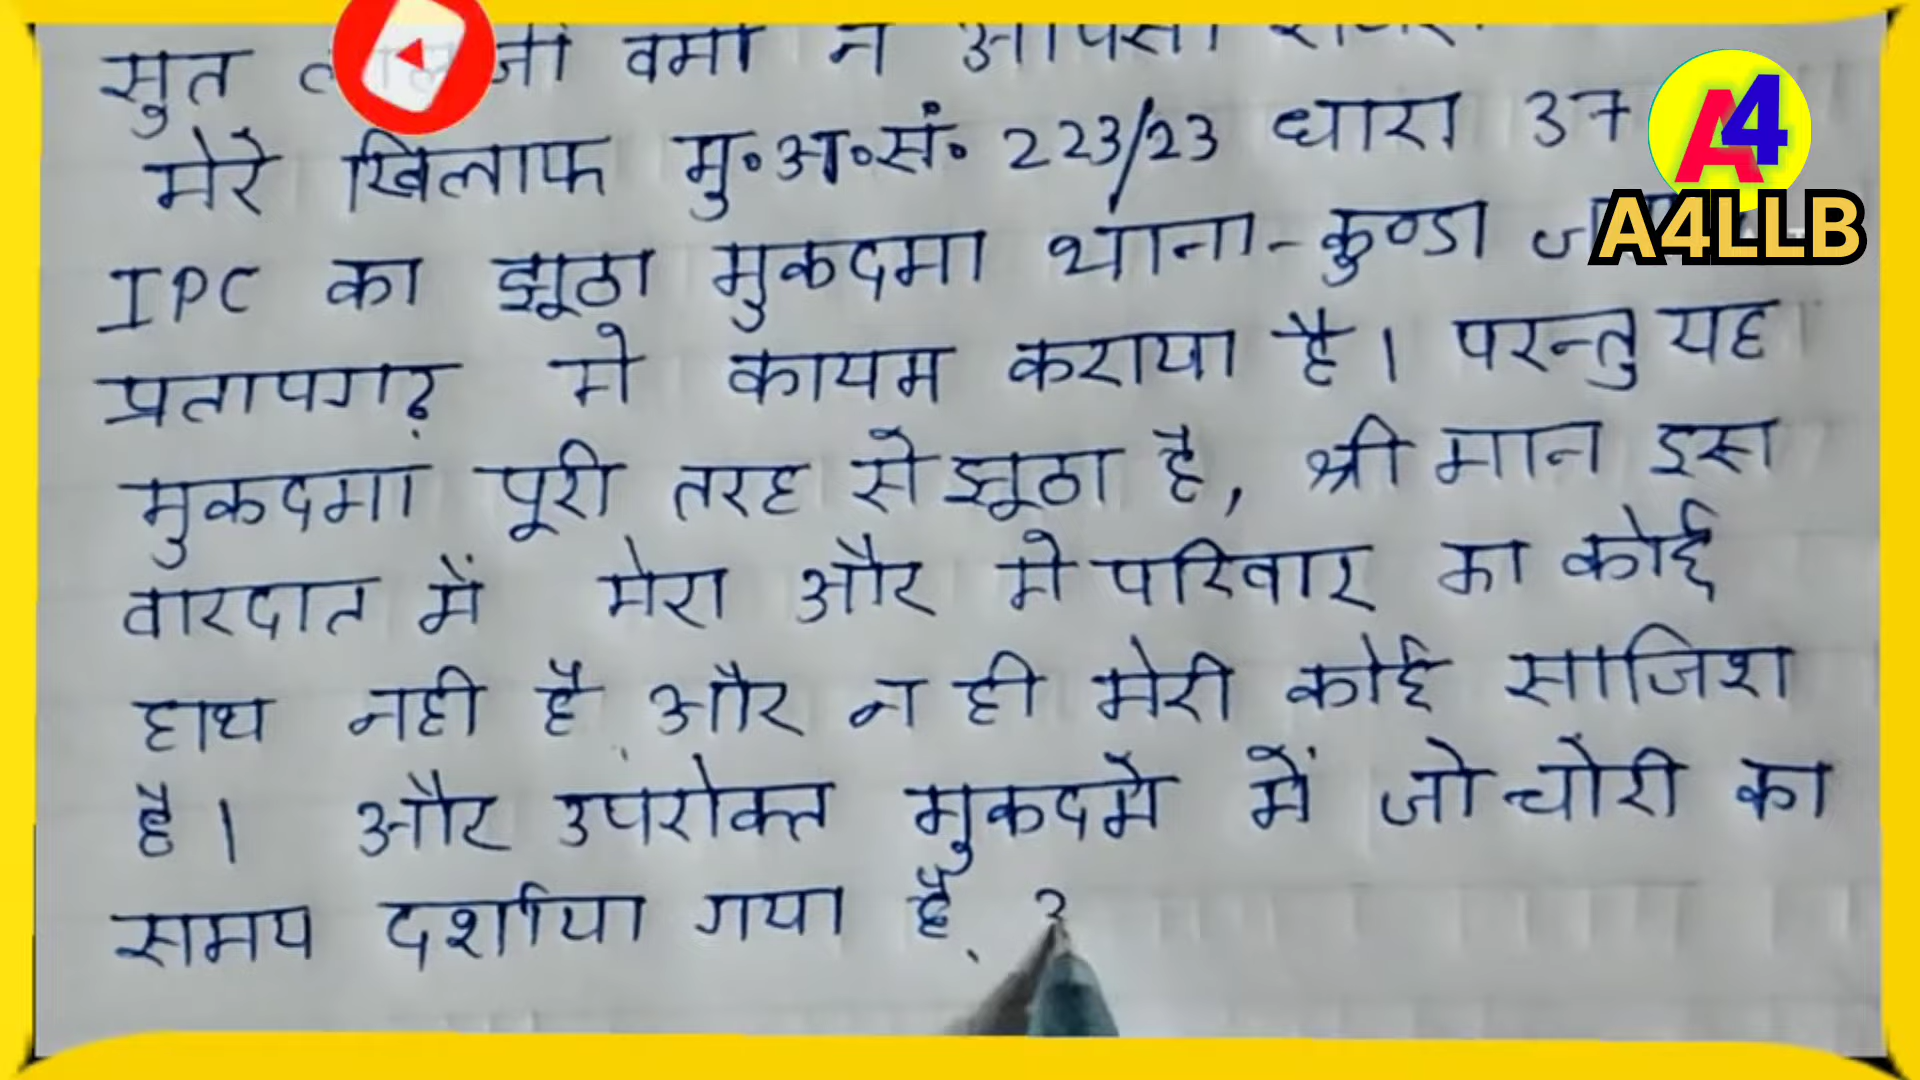 सुत जी वर्मा ने आपसी
मेरे खिलाफ मु॰अ॰सं॰ 223/23 धारा 37
IPC का झूठा मुकदमा थाना-कुण्डा
प्रतापगढ़ मे कायम कराया है। परन्तु यह
मुकदमा पूरी तरह से झूठा है, श्री मान इस
वारदात में मेरा और मे परिवार का कोई
हाथ नही है और न ही मेरी कोई साजिश
है। और उपरोक्त मुकदमे में जो चोरी का
समय दर्शाया गया है
A4
A4LLB